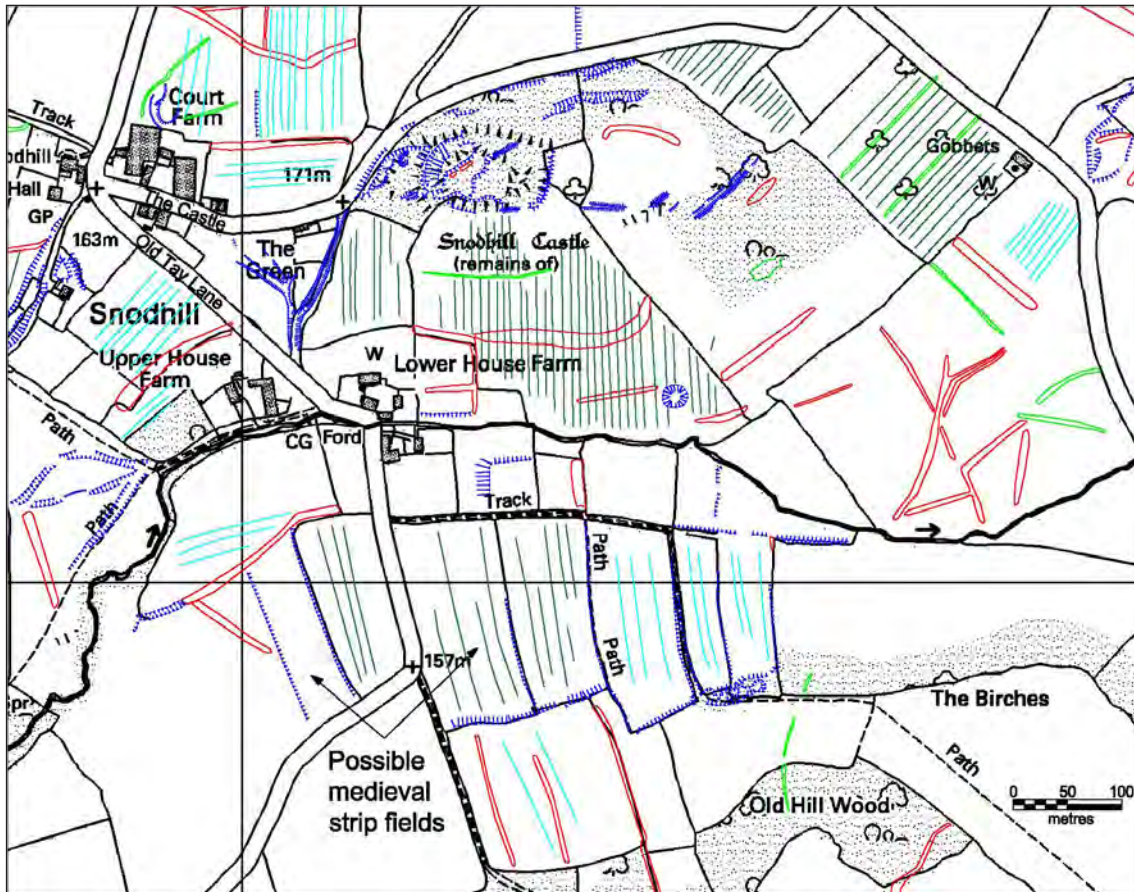 Track
Court
Farm
Gobbets
W
171m
odhill
Hall
GP
The Castle
163m
Old Tay Lane
The
Green
Snodhill Castle
(remains of)
Snodhill
Upper House
Farm
W
Lower House Farm
Path
CG
Ford
Track
Path
Path
Path
157m
pr
The Birches
Possible
medieval
strip fields
Path
Old Hill Wood
0 50 100
metres